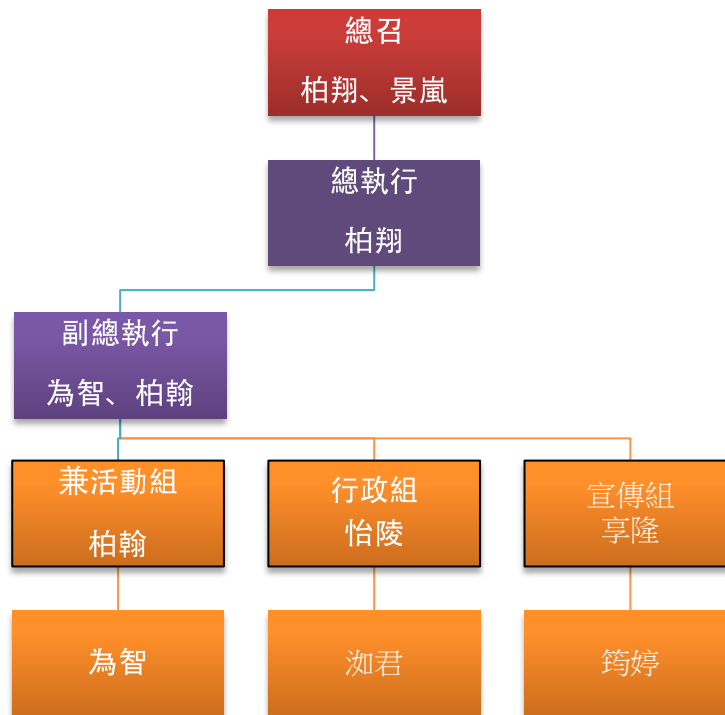 總召
柏翔、景嵐
總執行
柏翔
副總執行
為智、柏翰
兼活動組
柏翰
行政組
怡陵
宣傳組
享隆
為智
洳君
筠婷